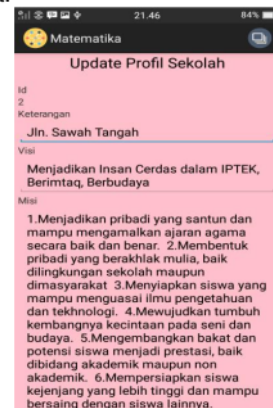 21.46
84%
Matematika
Update Profil Sekolah
Id
2
Keterangan
Jln. Sawah Tangah
Visi
Menjadikan Insan Cerdas dalam IPTEK,
Berimtaq, Berbudaya
Misi
1.Menjadikan pribadi yang santun dan
mampu mengamalkan ajaran agama
secara baik dan benar. 2.Membentuk
pribadi yang berakhlak mulia, baik
dilingkungan sekolah maupun
dimasyarakat 3.Menyiapkan siswa yang
mampu menguasai ilmu pengetahuan
dan tekhnologi. 4.Mewujudkan tumbuh
kembangnya kecintaan pada seni dan
budaya. 5.Mengembangkan bakat dan
potensi siswa menjadi prestasi, baik
dibidang akademik maupun non
akademik. 6.Mempersiapkan siswa
kejenjang yang lebih tinggi dan mampu
bersaing dengan siswa lainnya.